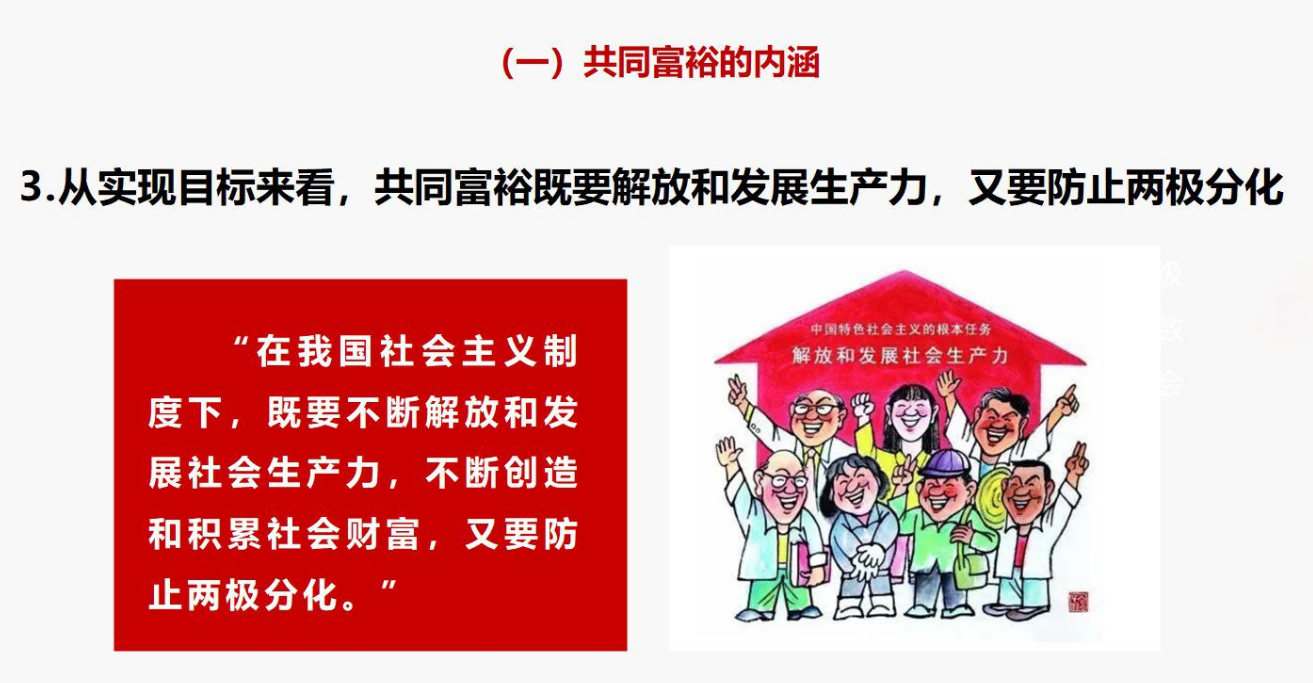 （一）共同富裕的内涵
3.从实现目标来看，共同富裕既要解放和发展生产力，又要防止两极分化
“在我国社会主义制
度下，既要不断解放和发
展社会生产力，不断创造
和积累社会财富，又要防
止两极分化。”
中国特色社会主义的根本任务
解放和发展社会生产力
级
会